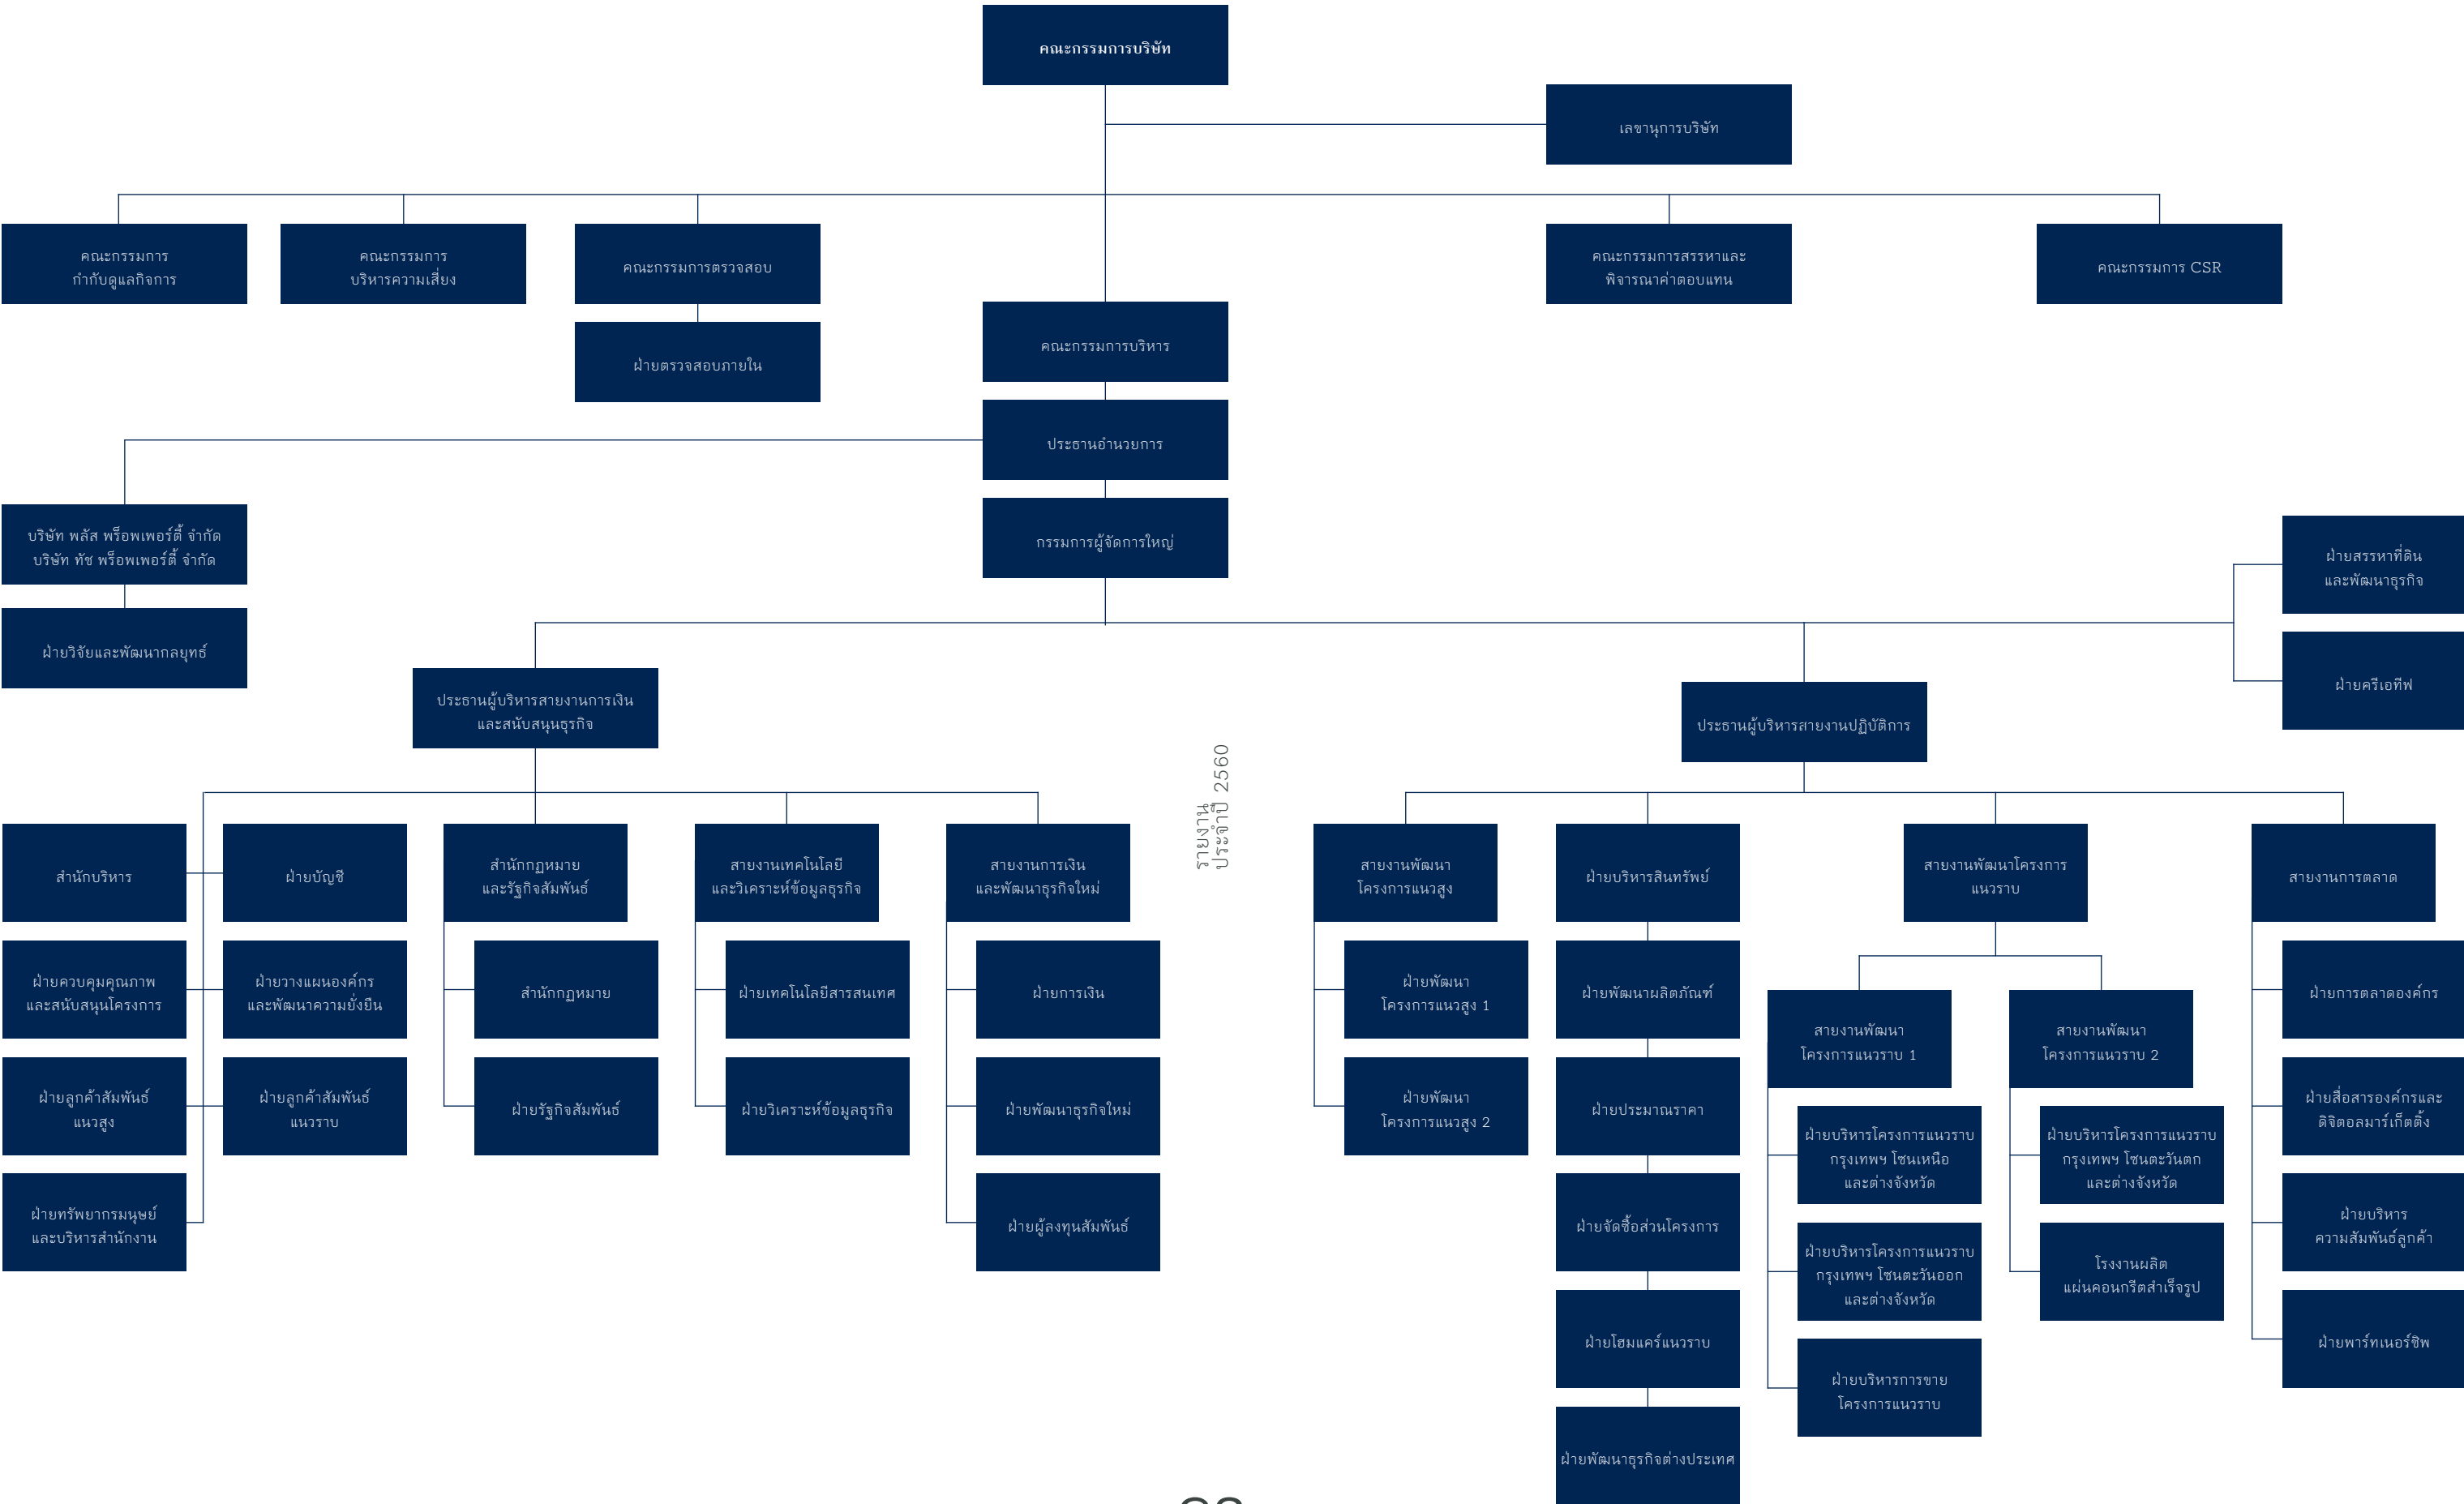 คณะกรรมการบริษัท
เลขานุการบริษัท
คณะกรรมการ
กำกับดูแลกิจการ
คณะกรรมการ
บริหารความเสี่ยง
คณะกรรมการตรวจสอบ
คณะกรรมการสรรหาและ
พิจารณาค่าตอบแทน
คณะกรรมการ CSR
ฝ่ายตรวจสอบภายใน
คณะกรรมการบริหาร
ประธานอำนวยการ
กรรมการผู้จัดการใหญ่
บริษัท พลัส พร็อพเพอร์ตี้ จำกัด
บริษัท ทัช พร็อพเพอร์ตี้ จำกัด
ฝ่ายวิจัยและพัฒนากลยุทธ์
ฝ่ายสรรหาที่ดิน
และพัฒนาธุรกิจ
ฝ่ายครีเอทีฟ
ประธานผู้บริหารสายงานการเงิน
และสนับสนุนธุรกิจ
ประธานผู้บริหารสายงานปฏิบัติการ
สำนักบริหาร
ฝ่ายบัญชี
ฝ่ายควบคุมคุณภาพ
และสนับสนุนโครงการ
ฝ่ายวางแผนองค์กร
และพัฒนาความยั่งยืน
ฝ่ายลูกค้าสัมพันธ์
แนวสูง
ฝ่ายลูกค้าสัมพันธ์
แนวราบ
ฝ่ายทรัพยากรมนุษย์
และบริหารสำนักงาน
สำนักกฏหมาย
และรัฐกิจสัมพันธ์
สำนักกฏหมาย
ฝ่ายรัฐกิจสัมพันธ์
สายงานเทคโนโลยี
และวิเคราะห์ข้อมูลธุรกิจ
ฝ่ายเทคโนโลยีสารสนเทศ
ฝ่ายวิเคราะห์ข้อมูลธุรกิจ
สายงานการเงิน
และพัฒนาธุรกิจใหม่
ฝ่ายการเงิน
ฝ่ายพัฒนาธุรกิจใหม่
ฝ่ายผู้ลงทุนสัมพันธ์
รายงาน
ประจำปี 2560
สายงานพัฒนา
โครงการแนวสูง
ฝ่ายพัฒนา
โครงการแนวสูง 1
ฝ่ายพัฒนา
โครงการแนวสูง 2
ฝ่ายบริหารสินทรัพย์
ฝ่ายพัฒนาผลิตภัณฑ์
ฝ่ายประมาณราคา
ฝ่ายจัดซื้อส่วนโครงการ
ฝ่ายโฮมแคร์แนวราบ
ฝ่ายพัฒนาธุรกิจต่างประเทศ
สายงานพัฒนาโครงการ
แนวราบ
สายงานพัฒนา
โครงการแนวราบ 1
ฝ่ายบริหารโครงการแนวราบ
กรุงเทพฯ โซนเหนือ
และต่างจังหวัด
ฝ่ายบริหารโครงการแนวราบ
กรุงเทพฯ โซนตะวันออก
และต่างจังหวัด
ฝ่ายบริหารการขาย
โครงการแนวราบ
สายงานพัฒนา
โครงการแนวราบ 2
ฝ่ายบริหารโครงการแนวราบ
กรุงเทพฯ โซนตะวันตก
และต่างจังหวัด
โรงงานผลิต
แผ่นคอนกรีตสำเร็จรูป
สายงานการตลาด
ฝ่ายการตลาดองค์กร
ฝ่ายสื่อสารองค์กรและ
ดิจิตอลมาร์เก็ตติ้ง
ฝ่ายบริหาร
ความสัมพันธ์ลูกค้า
ฝ่ายพาร์ทเนอร์ชิพ